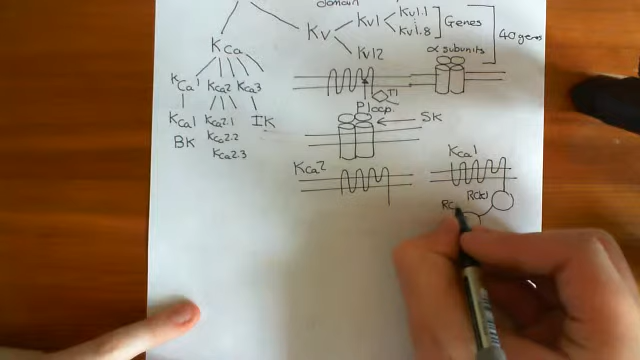 domain
Kv
Kv1
Kv1.1
Kv1.8
Genes
40 genes
Kv12
α subunits
KCa
KCa1
KCa2
KCa3
KCa1
KCa2.1
IK
BK
KCa2.2
KCa2.3
P loop
SK
KCa2
KCa1
RCK1
RC